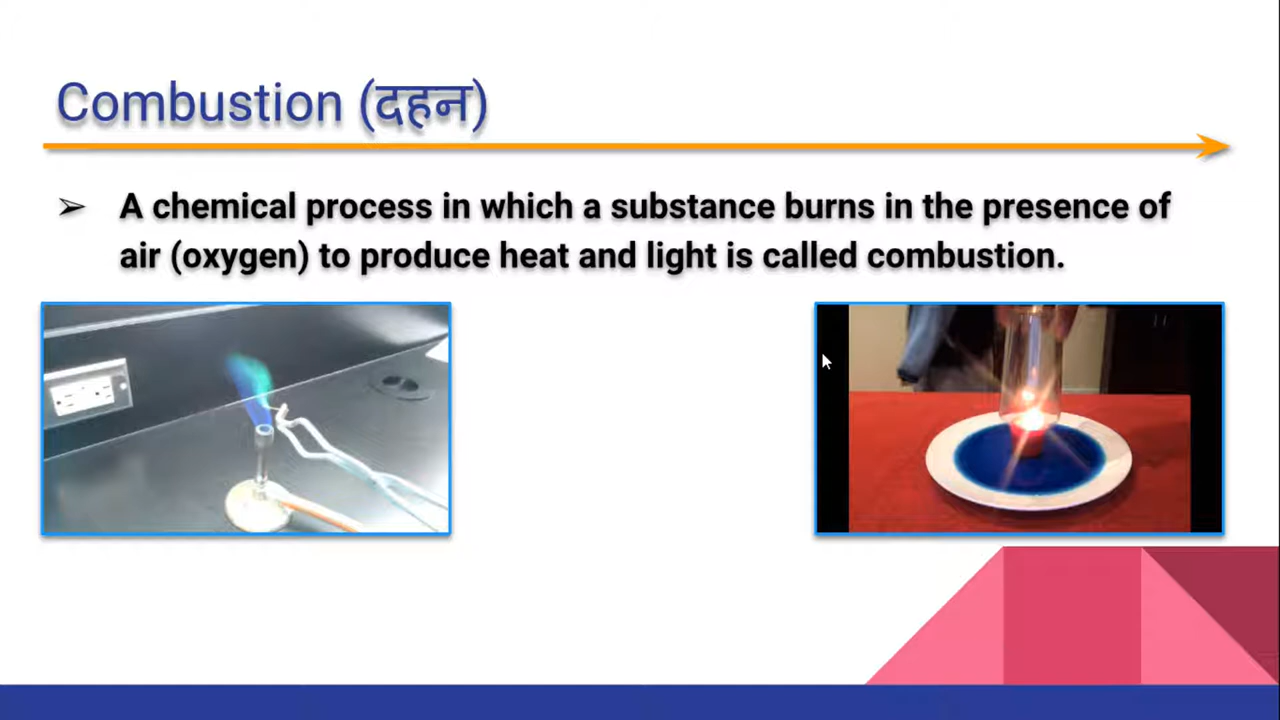 Combustion (दहन)
➢ A chemical process in which a substance burns in the presence of
air (oxygen) to produce heat and light is called combustion.